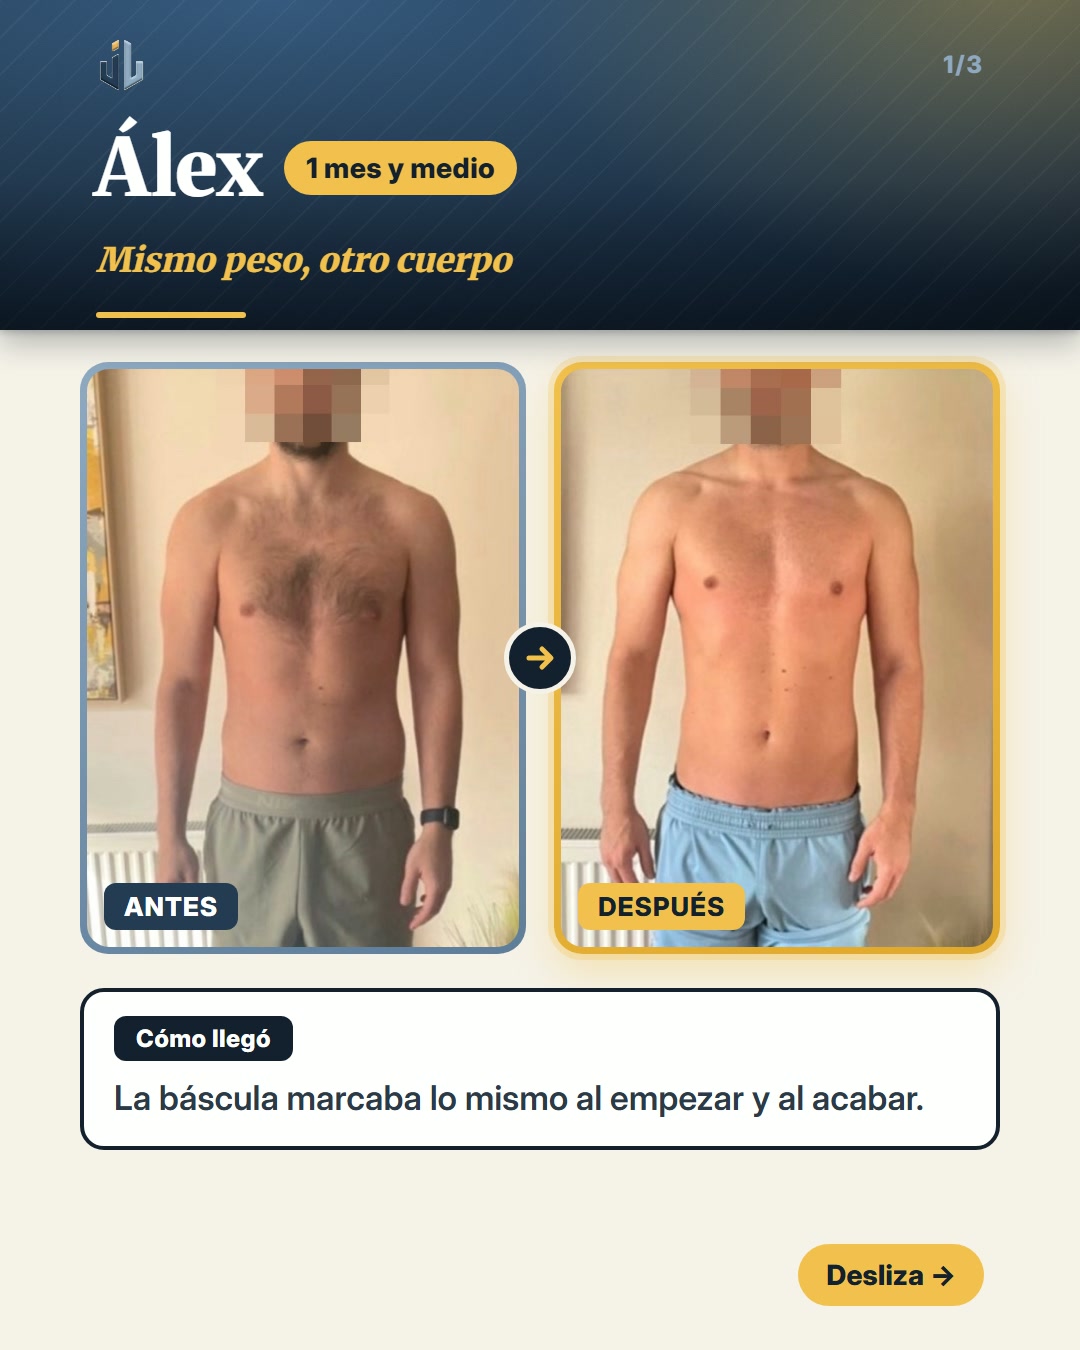 1/3
Álex
1 mes y medio
Mismo peso, otro cuerpo
ANTES
DESPUÉS
Cómo llegó
La báscula marcaba lo mismo al empezar y al acabar.
Desliza →